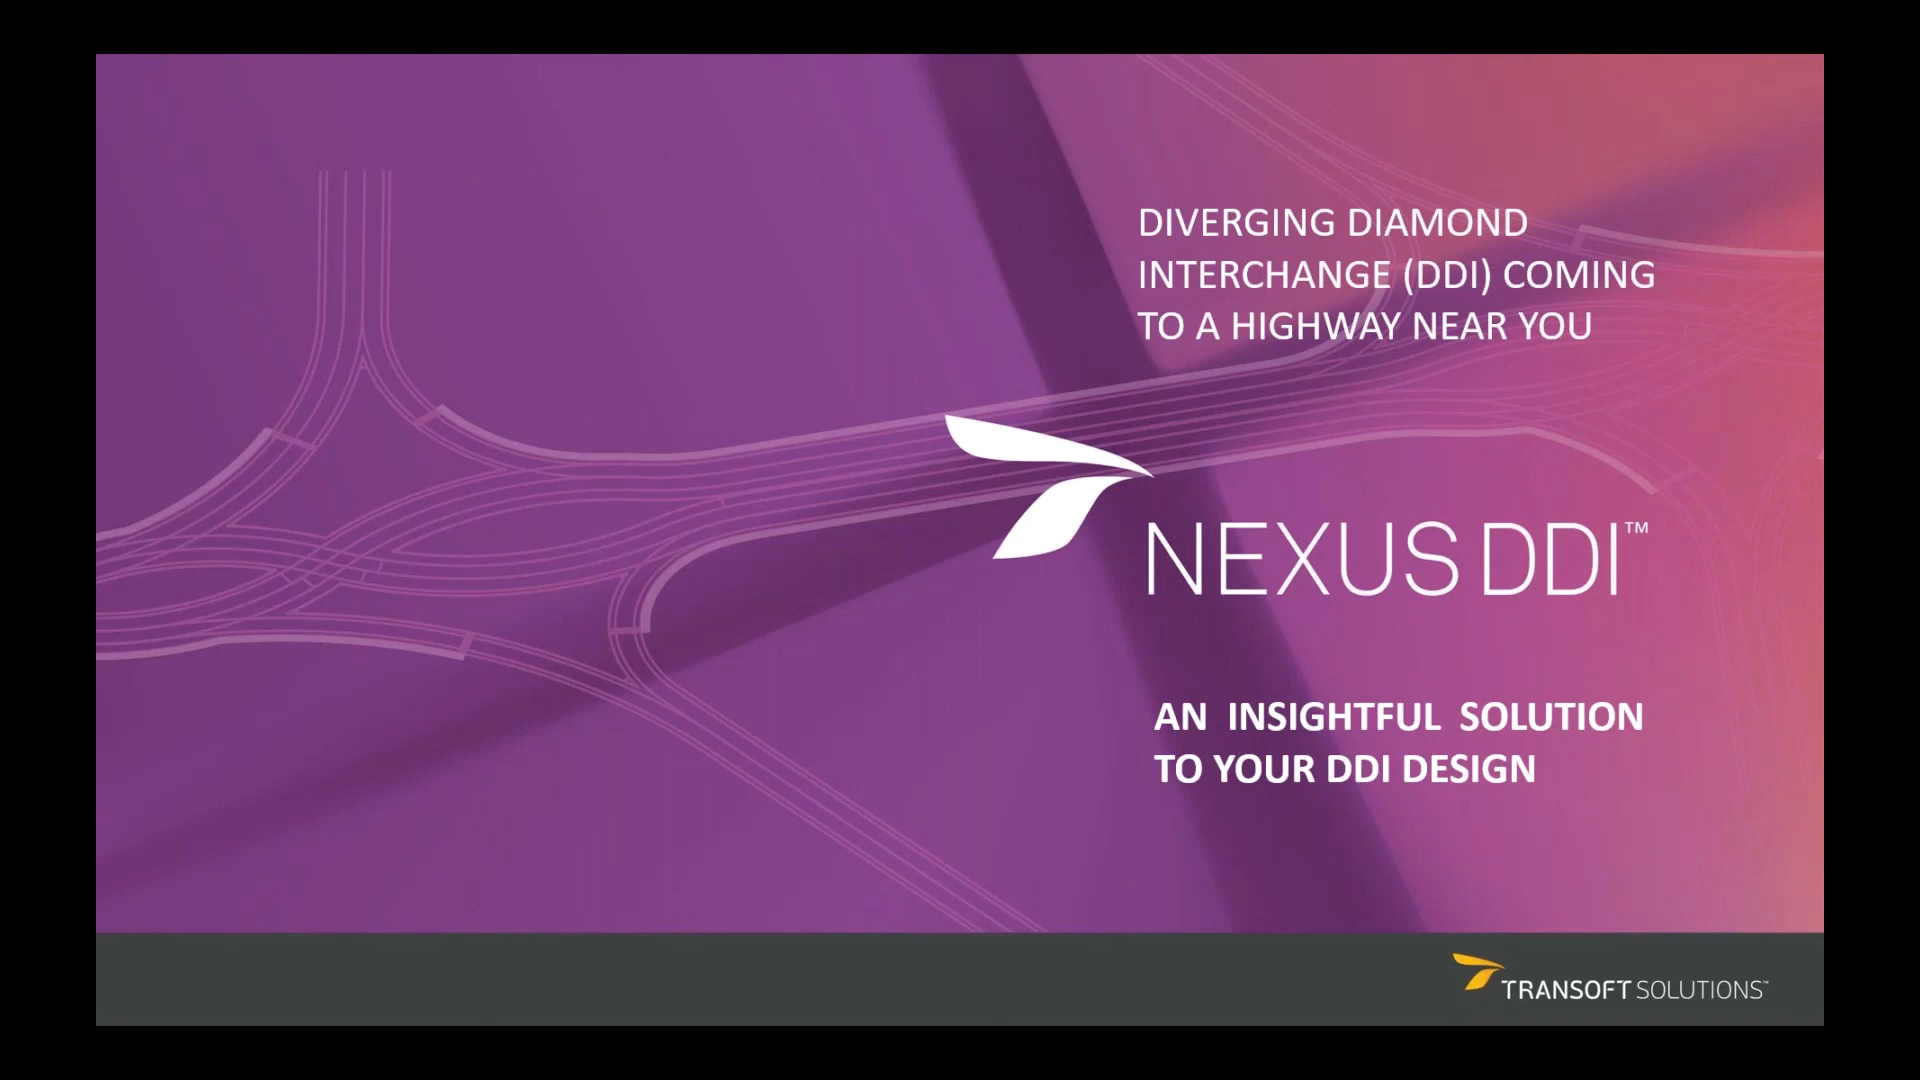 DIVERGING DIAMOND
INTERCHANGE (DDI) COMING
TO A HIGHWAY NEAR YOU
NEXUS DDI™
AN INSIGHTFUL SOLUTION
TO YOUR DDI DESIGN
TRANSOFT SOLUTIONS™